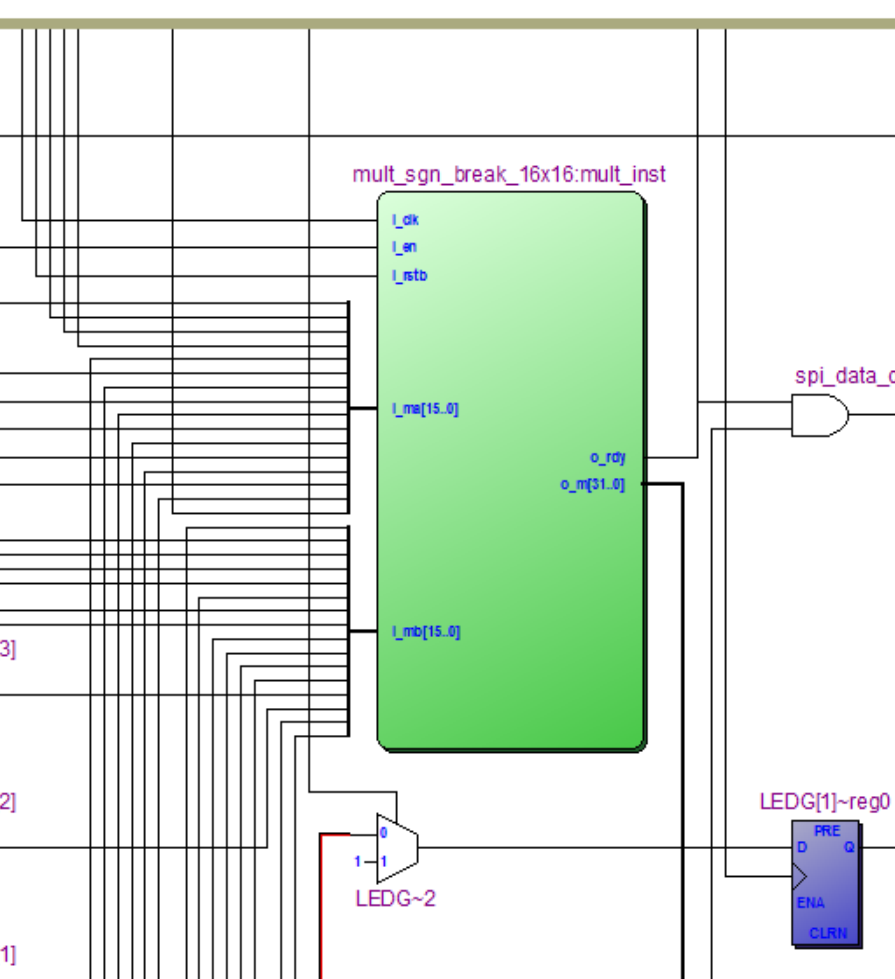 mult_sgn_break_16x16:mult_inst
I_clk
I_en
I_rstb
spi_data_
I_ma[15..0]
o_rdy
o_m[31..0]
I_mb[15..0]
3]
2]
LEDG[1]~reg0
PRE
0
D
Q
1
1
LEDG~2
ENA
CLRN
1]